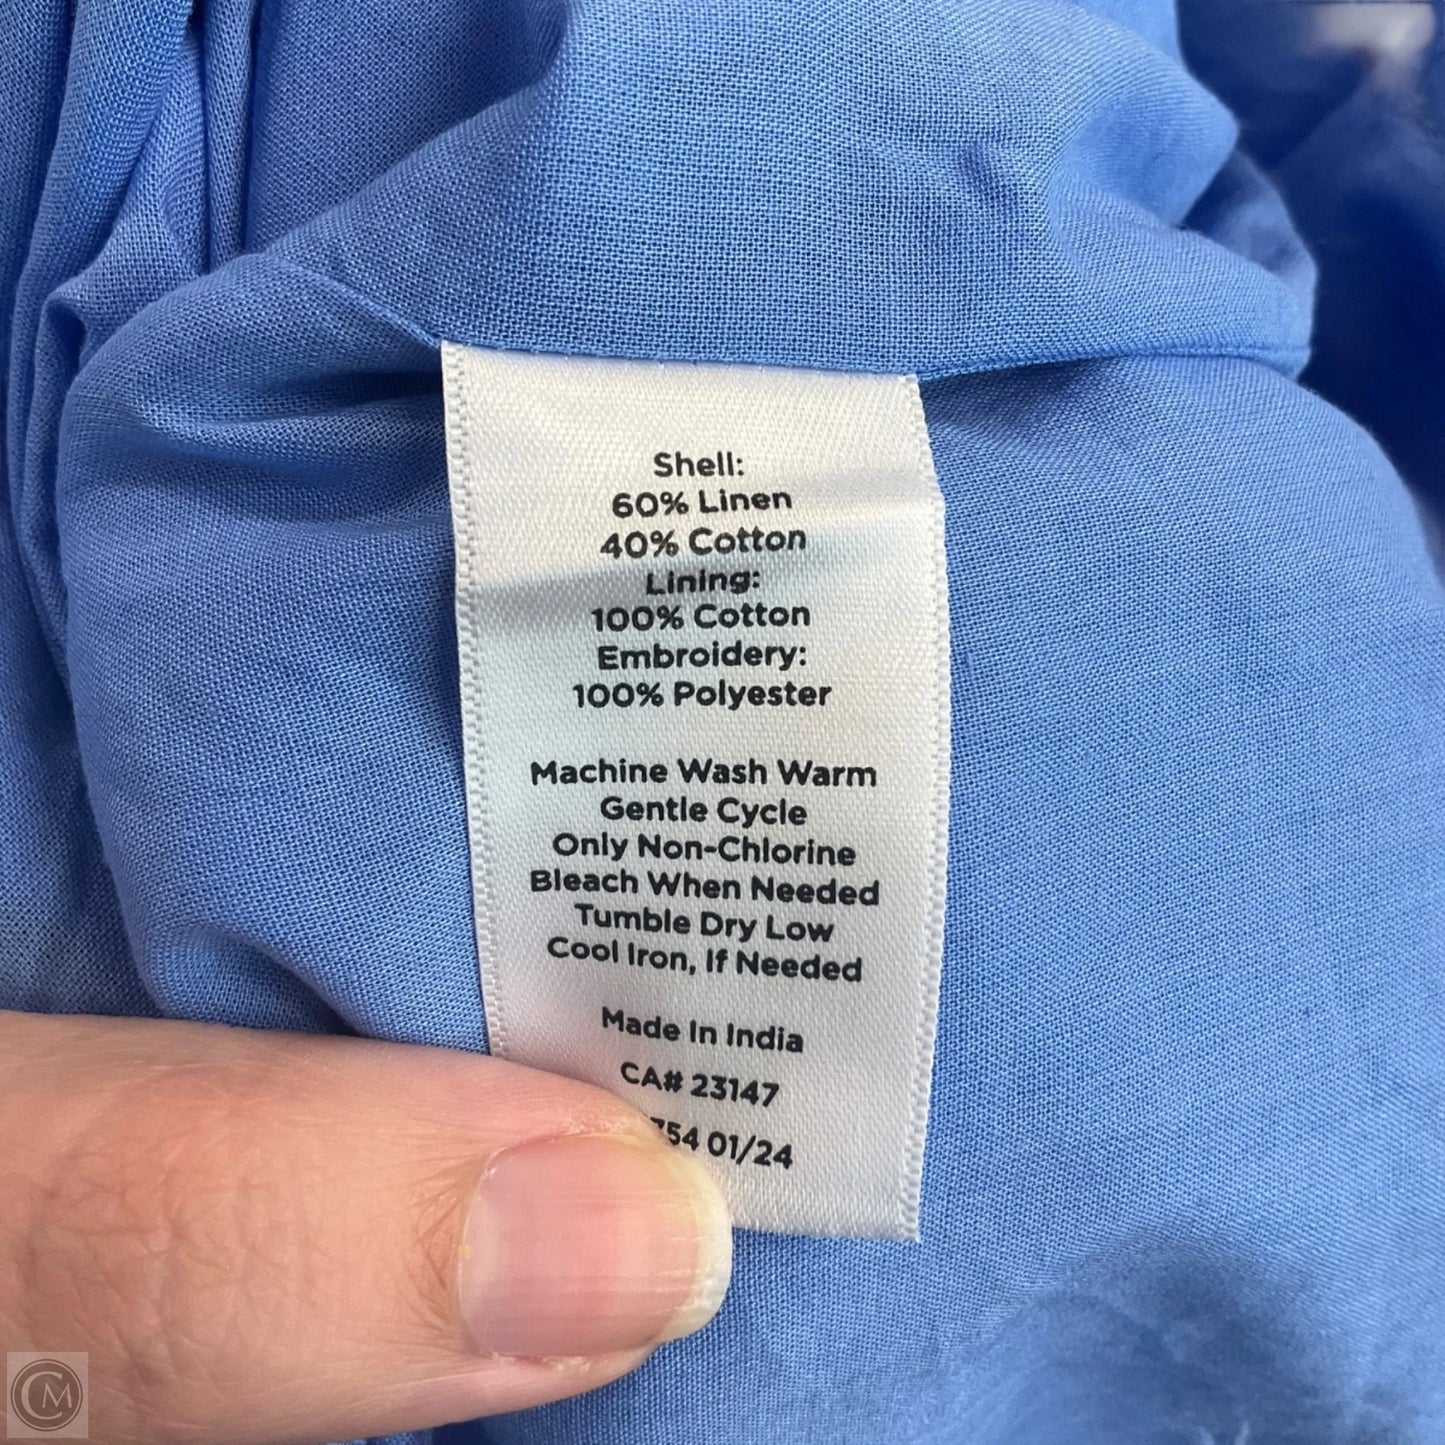 Shell:
60% Linen
40% Cotton
Lining:
100% Cotton
Embroidery:
100% Polyester
Machine Wash Warm
Gentle Cycle
Only Non-Chlorine
Bleach When Needed
Tumble Dry Low
Cool Iron, If Needed
Made In India
CA# 23147
01/24
CM